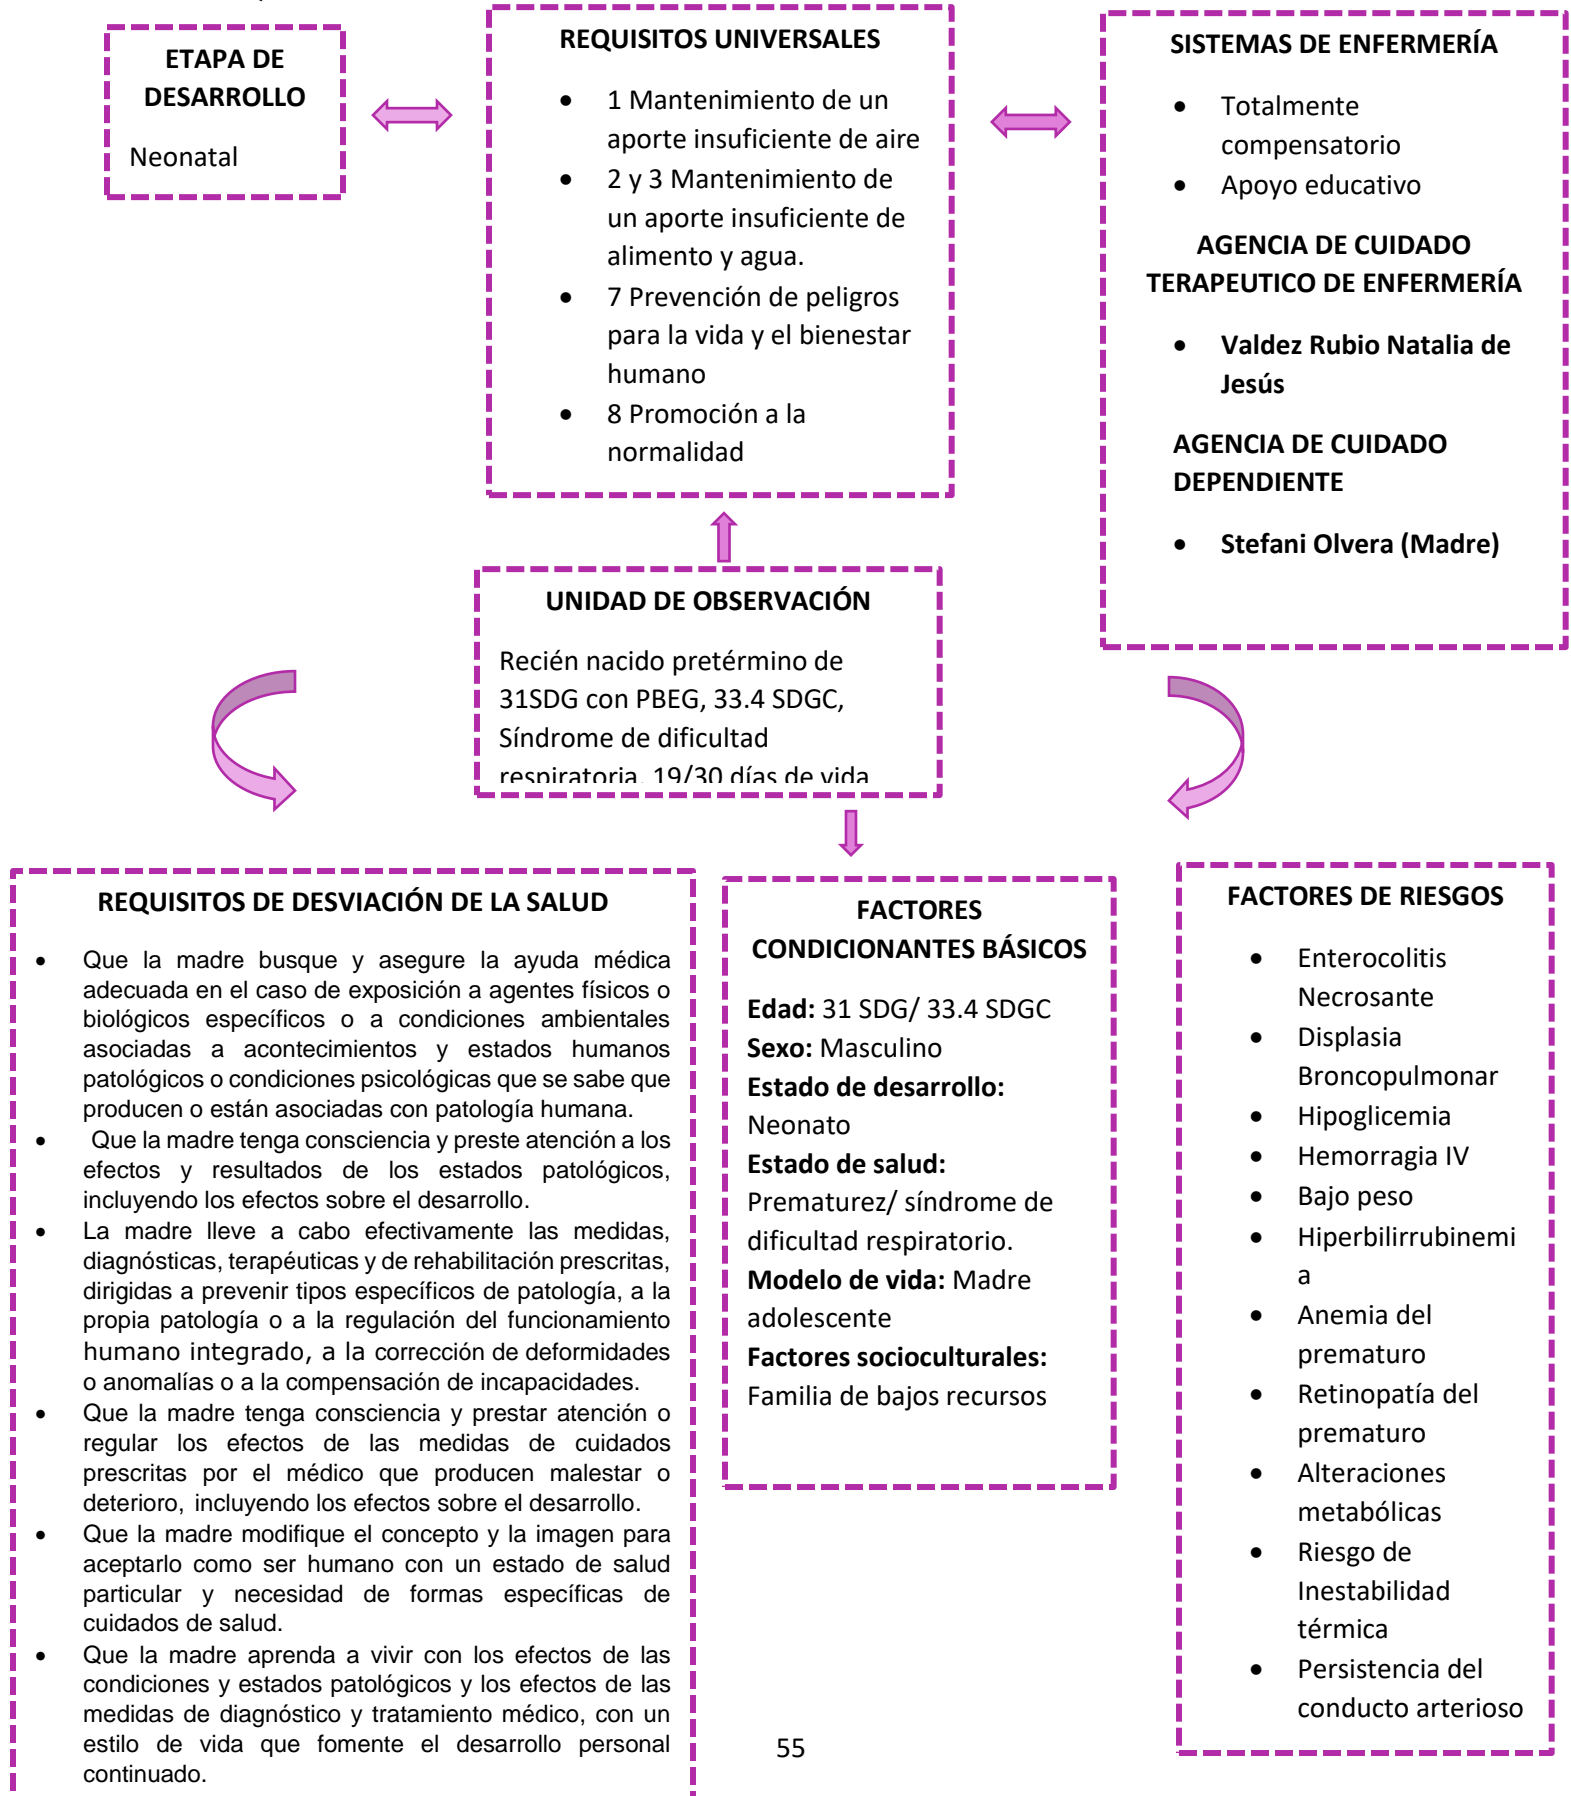 ETAPA DE
DESARROLLO
Neonatal
REQUISITOS UNIVERSALES
• 1 Mantenimiento de un
aporte insuficiente de aire
• 2 y 3 Mantenimiento de
un aporte insuficiente de
alimento y agua.
• 7 Prevención de peligros
para la vida y el bienestar
humano
• 8 Promoción a la
normalidad
SISTEMAS DE ENFERMERÍA
• Totalmente
compensatorio
• Apoyo educativo
AGENCIA DE CUIDADO
TERAPEUTICO DE ENFERMERÍA
• Valdez Rubio Natalia de
Jesús
AGENCIA DE CUIDADO
DEPENDIENTE
• Stefani Olvera (Madre)
UNIDAD DE OBSERVACIÓN
Recién nacido pretérmino de
31SDG con PBEG, 33.4 SDGC,
Síndrome de dificultad
respiratoria. 19/30 días de vida
REQUISITOS DE DESVIACIÓN DE LA SALUD
• Que la madre busque y asegure la ayuda médica
adecuada en el caso de exposición a agentes físicos o
biológicos específicos o a condiciones ambientales
asociadas a acontecimientos y estados humanos
patológicos o condiciones psicológicas que se sabe que
producen o están asociadas con patología humana.
• Que la madre tenga consciencia y preste atención a los
efectos y resultados de los estados patológicos,
incluyendo los efectos sobre el desarrollo.
• La madre lleve a cabo efectivamente las medidas,
diagnósticas, terapéuticas y de rehabilitación prescritas,
dirigidas a prevenir tipos específicos de patología, a la
propia patología o a la regulación del funcionamiento
humano integrado, a la corrección de deformidades
o anomalías o a la compensación de incapacidades.
• Que la madre tenga consciencia y prestar atención o
regular los efectos de las medidas de cuidados
prescritas por el médico que producen malestar o
deterioro, incluyendo los efectos sobre el desarrollo.
• Que la madre modifique el concepto y la imagen para
aceptarlo como ser humano con un estado de salud
particular y necesidad de formas específicas de
cuidados de salud.
• Que la madre aprenda a vivir con los efectos de las
condiciones y estados patológicos y los efectos de las
medidas de diagnóstico y tratamiento médico, con un
estilo de vida que fomente el desarrollo personal
continuado.
FACTORES
CONDICIONANTES BÁSICOS
Edad: 31 SDG/ 33.4 SDGC
Sexo: Masculino
Estado de desarrollo:
Neonato
Estado de salud:
Prematurez/ síndrome de
dificultad respiratorio.
Modelo de vida: Madre
adolescente
Factores socioculturales:
Familia de bajos recursos
FACTORES DE RIESGOS
• Enterocolitis
Necrosante
• Displasia
Broncopulmonar
• Hipoglicemia
• Hemorragia IV
• Bajo peso
• Hiperbilirrubinemi
a
• Anemia del
prematuro
• Retinopatía del
prematuro
• Alteraciones
metabólicas
• Riesgo de
Inestabilidad
térmica
• Persistencia del
conducto arterioso
55